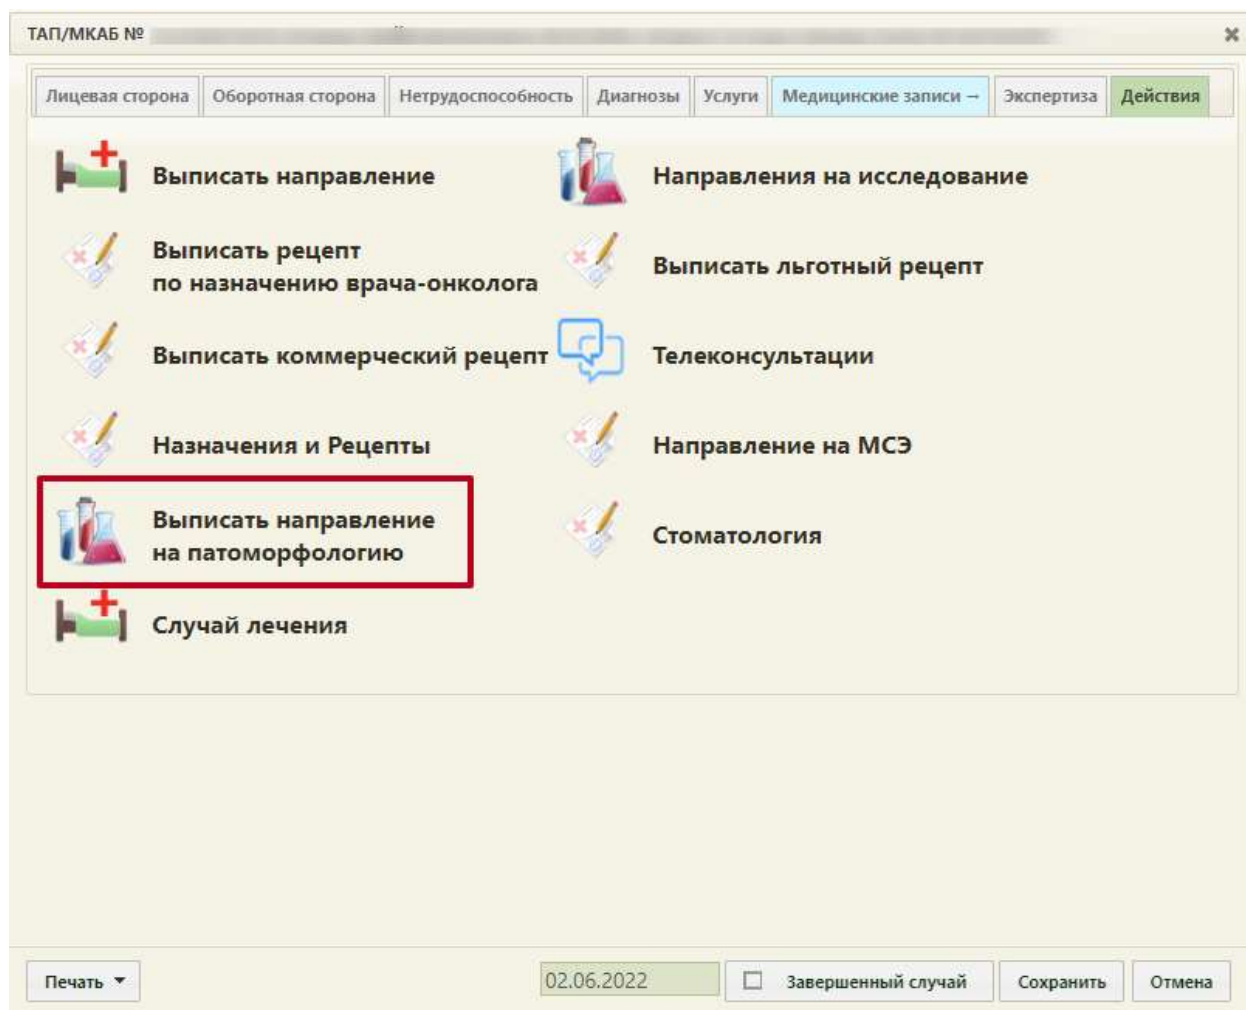 ТАП/МКАБ №
Лицевая сторона Оборотная сторона Нетрудоспособность Диагнозы Услуги Медицинские записи – Экспертиза Действия
Выписать направление
Направления на исследование
Выписать рецепт
по назначению врача-онколога
Выписать льготный рецепт
Выписать коммерческий рецепт
Телеконсультации
Назначения и Рецепты
Направление на МСЭ
Выписать направление
на патоморфологию
Стоматология
Случай лечения
Печать 02.06.2022 Завершенный случай Сохранить Отмена